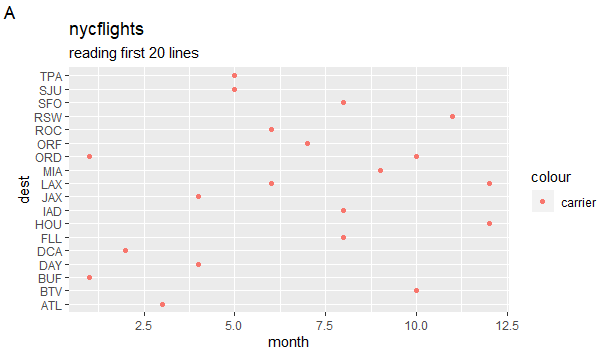 A
nycflights
reading first 20 lines
TPA
SJU
SFO
RSW
ROC
ORF
ORD
MIA
LAX
JAX
IAD
HOU
FLL
DCA
DAY
BUF
BTV
ATL
dest
2.5 5.0 7.5 10.0 12.5
month
colour
carrier